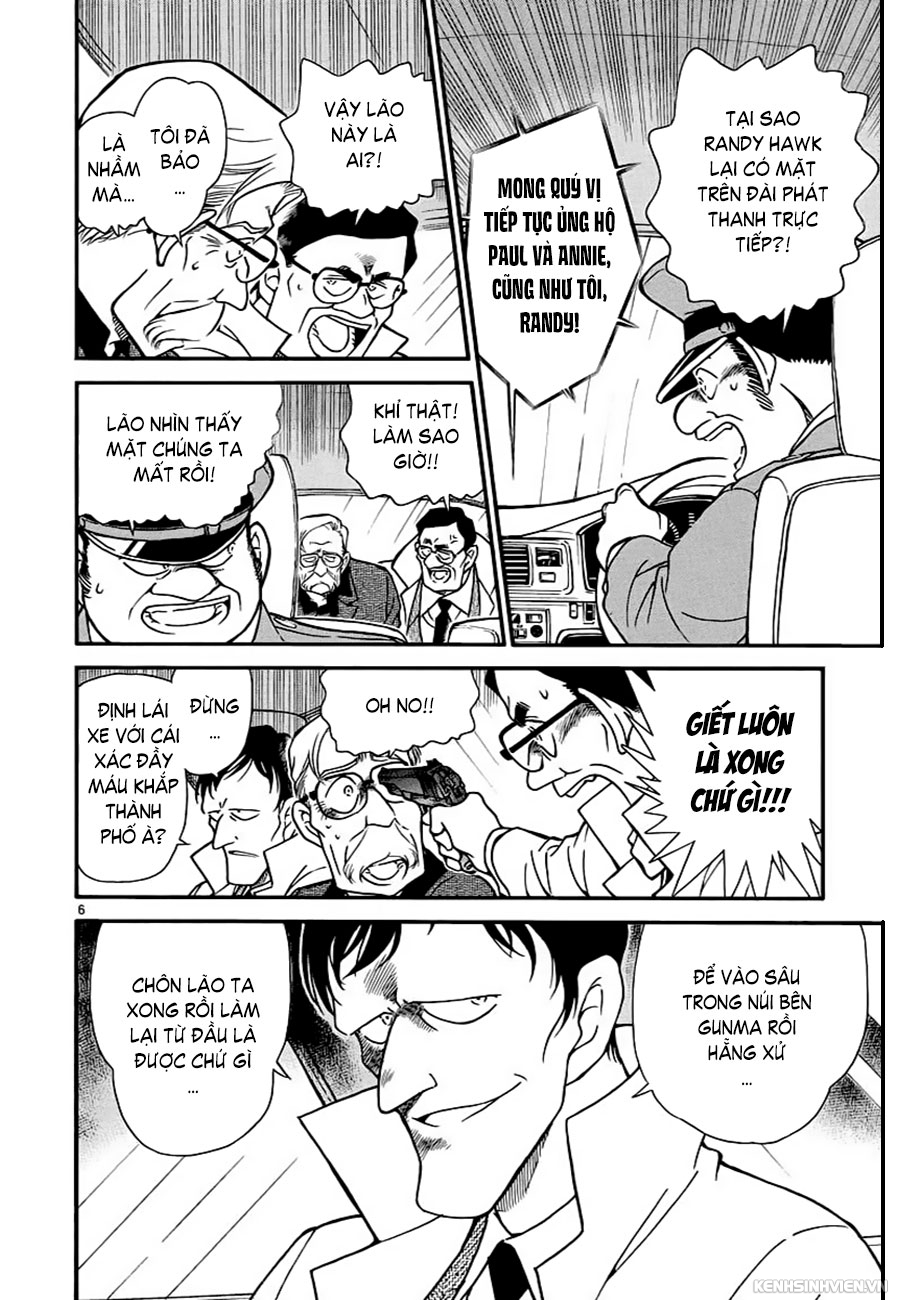 TẠI SAO
RANDY HAWK
LẠI CÓ MẶT
TRÊN ĐÀI PHÁT
THANH TRỰC
TIẾP?!
MONG QUÝ VỊ
TIẾP TỤC ỦNG HỘ
PAUL VÀ ANNIE,
CŨNG NHƯ TÔI,
RANDY!
VẬY LÃO
NÀY LÀ
AI?!
TÔI ĐÃ
BẢO
...
LÀ
NHẦM
MÀ...
KHỈ THẬT!
LÀM SAO
GIỜ!!
LÃO NHÌN THẤY
MẶT CHÚNG TA
MẤT RỒI!
GIẾT LUÔN
LÀ XONG
CHỨ GÌ!!!
OH NO!!
ĐỪNG
...
ĐỊNH LÁI
XE VỚI CÁI
XÁC ĐẦY
MÁU KHẮP
THÀNH
PHỐ À?
6
ĐỂ VÀO SÂU
TRONG NÚI BÊN
GUNMA RỒI
HẴNG XỬ
...
CHÔN LÃO TA
XONG RỒI LÀM
LẠI TỪ ĐẦU LÀ
ĐƯỢC CHỨ GÌ
...
KENHSINHVIEN.VN